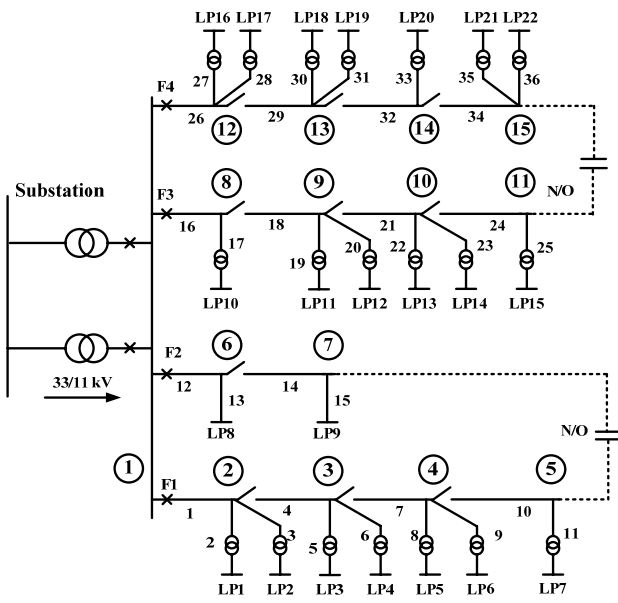 LP16 LP17 LP18 LP19 LP20 LP21 LP22
27 28 30 31 33 35 36
F4
26 29 32 34
12 13 14 15
8 9 10 11
Substation
F3 N/O
16 18 21 24
17 19 20 22 23 25
LP10 LP11 LP12 LP13 LP14 LP15
6 7
F2
12 14
33/11 kV
13 15
LP8 LP9
N/O
1 2 3 4 5
F1
1 4 7 10
2 3 5 6 8 9 11
LP1 LP2 LP3 LP4 LP5 LP6 LP7